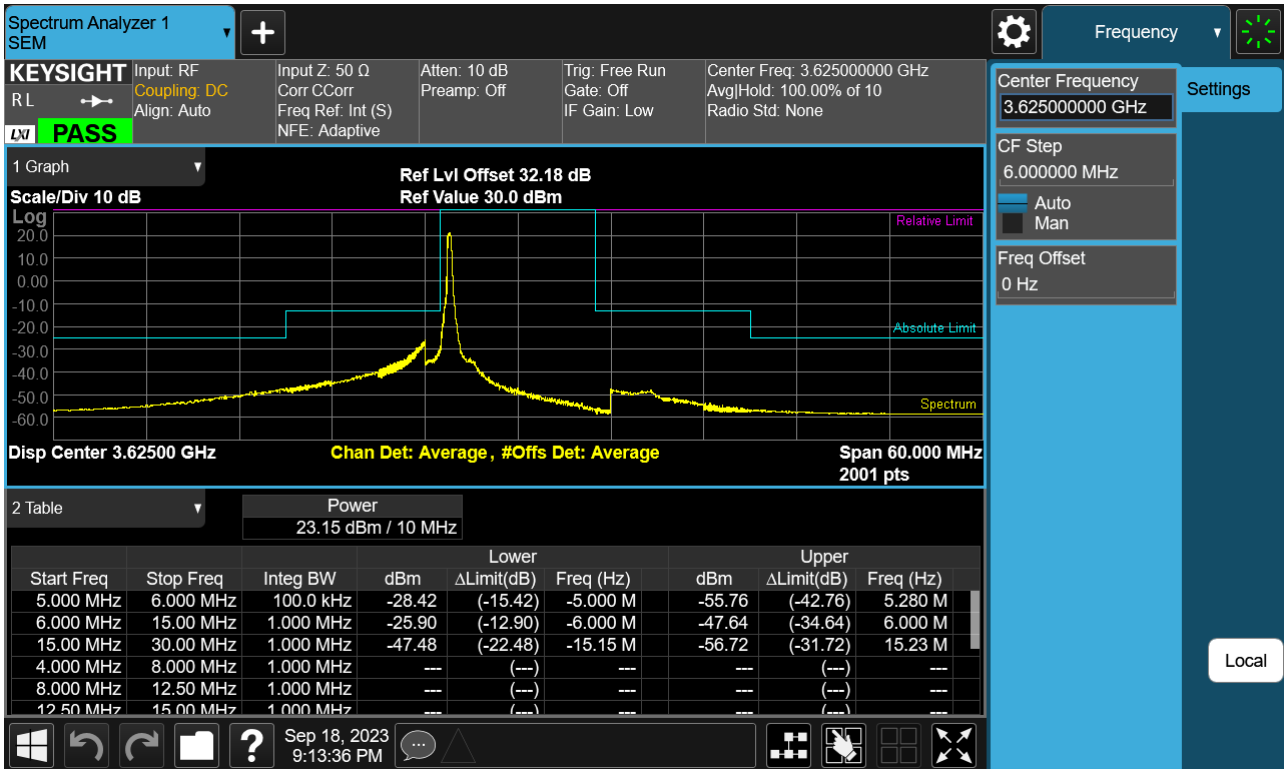 Spectrum Analyzer 1
SEM
Frequency
KEYSIGHT
RL
LXI
PASS
Input: RF
Coupling: DC
Align: Auto
Input Z: 50 Ω
Corr CCorr
Freq Ref: Int (S)
NFE: Adaptive
Atten: 10 dB
Preamp: Off
Trig: Free Run
Gate: Off
IF Gain: Low
Center Freq: 3.625000000 GHz
Avg|Hold: 100.00% of 10
Radio Std: None
Center Frequency
3.625000000 GHz
Settings
CF Step
6.000000 MHz
Auto
Man
Freq Offset
0 Hz
1 Graph
Scale/Div 10 dB
Ref Lvl Offset 32.18 dB
Ref Value 30.0 dBm
Log
20.0
10.0
0.00
-10.0
-20.0
-30.0
-40.0
-50.0
-60.0
Relative Limit
Absolute Limit
Spectrum
Disp Center 3.62500 GHz
Chan Det: Average, #Offs Det: Average
Span 60.000 MHz
2001 pts
2 Table
Power
23.15 dBm / 10 MHz
Lower Upper
Start Freq Stop Freq Integ BW dBm ΔLimit(dB) Freq (Hz) dBm ΔLimit(dB) Freq (Hz)
5.000 MHz 6.000 MHz 100.0 kHz -28.42 (-15.42) -5.000 M -55.76 (-42.76) 5.280 M
6.000 MHz 15.00 MHz 1.000 MHz -25.90 (-12.90) -6.000 M -47.64 (-34.64) 6.000 M
15.00 MHz 30.00 MHz 1.000 MHz -47.48 (-22.48) -15.15 M -56.72 (-31.72) 15.23 M
4.000 MHz 8.000 MHz 1.000 MHz --- (---) --- --- (---) ---
8.000 MHz 12.50 MHz 1.000 MHz --- (---) --- --- (---) ---
12.50 MHz 15.00 MHz 1.000 MHz --- (---) --- --- (---) ---
Local
?
Sep 18, 2023
9:13:36 PM